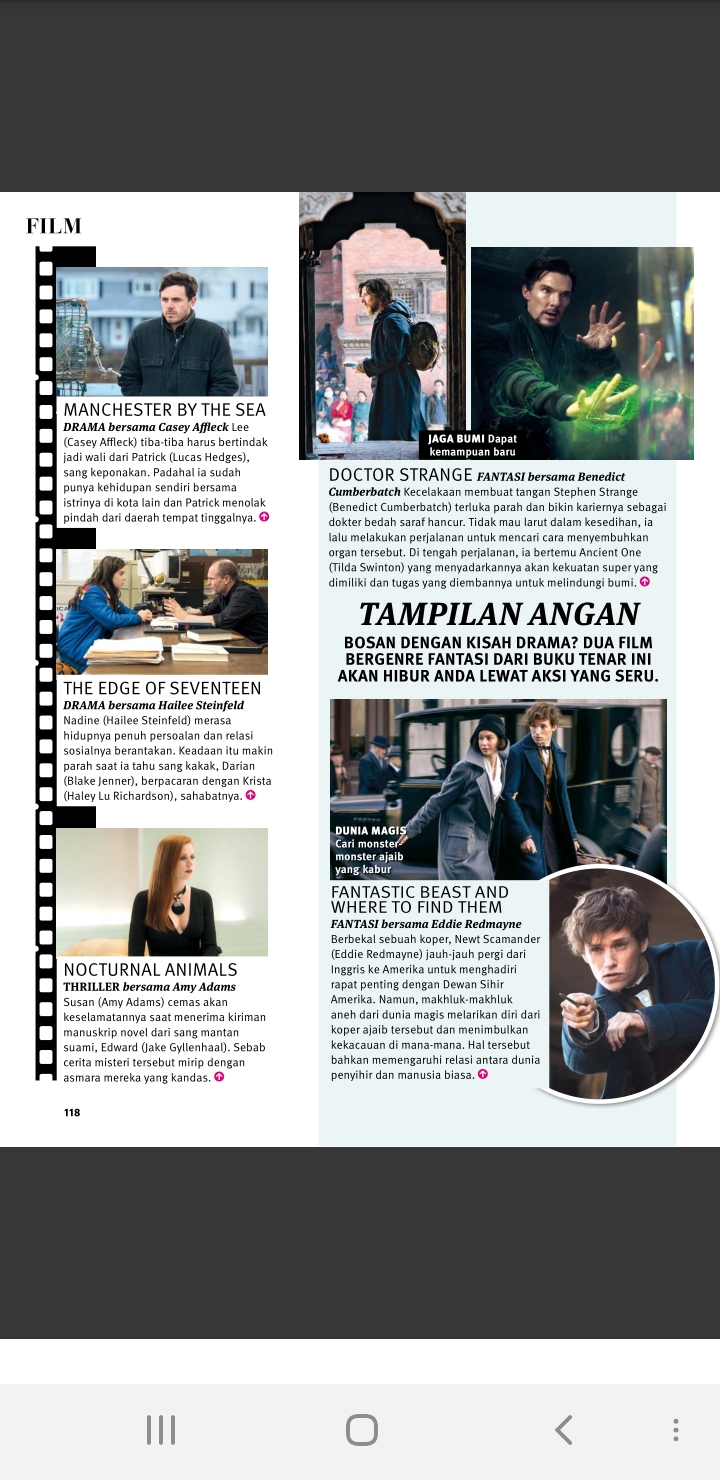 FILM
MANCHESTER BY THE SEA
DRAMA bersama Casey Affleck Lee
(Casey Affleck) tiba-tiba harus bertindak
jadi wali dari Patrick (Lucas Hedges),
sang keponakan. Padahal ia sudah
punya kehidupan sendiri bersama
istrinya di kota lain dan Patrick menolak
pindah dari daerah tempat tinggalnya.
THE EDGE OF SEVENTEEN
DRAMA bersama Hailee Steinfeld
Nadine (Hailee Steinfeld) merasa
hidupnya penuh persoalan dan relasi
sosialnya berantakan. Keadaan itu makin
parah saat ia tahu sang kakak, Darian
(Blake Jenner), berpacaran dengan Krista
(Haley Lu Richardson), sahabatnya.
NOCTURNAL ANIMALS
THRILLER bersama Amy Adams
Susan (Amy Adams) cemas akan
keselamatannya saat menerima kiriman
manuskrip novel dari sang mantan
suami, Edward (Jake Gyllenhaal). Sebab
cerita misteri tersebut mirip dengan
asmara mereka yang kandas.
118
JAGA BUMI Dapat
kemampuan baru
DOCTOR STRANGE FANTASI bersama Benedict
Cumberbatch Kecelakaan membuat tangan Stephen Strange
(Benedict Cumberbatch) terluka parah dan bikin kariernya sebagai
dokter bedah saraf hancur. Tidak mau larut dalam kesedihan, ia
lalu melakukan perjalanan untuk mencari cara menyembuhkan
organ tersebut. Di tengah perjalanan, ia bertemu Ancient One
(Tilda Swinton) yang menyadarkannya akan kekuatan super yang
dimiliki dan tugas yang diembannya untuk melindungi bumi.
TAMPILAN ANGAN
BOSAN DENGAN KISAH DRAMA? DUA FILM
BERGENRE FANTASI DARI BUKU TENAR INI
AKAN HIBUR ANDA LEWAT AKSI YANG SERU.
DUNIA MAGIS
Cari monster-
monster ajaib
yang kabur
FANTASTIC BEAST AND
WHERE TO FIND THEM
FANTASI bersama Eddie Redmayne
Berbekal sebuah koper, Newt Scamander
(Eddie Redmayne) jauh-jauh pergi dari
Inggris ke Amerika untuk menghadiri
rapat penting dengan Dewan Sihir
Amerika. Namun, makhluk-makhluk
aneh dari dunia magis melarikan diri dari
koper ajaib tersebut dan menimbulkan
kekacauan di mana-mana. Hal tersebut
bahkan memengaruhi relasi antara dunia
penyihir dan manusia biasa.